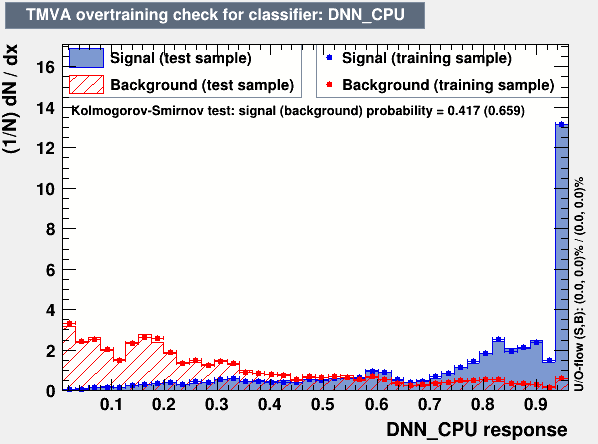 TMVA overtraining check for classifier: DNN_CPU
Signal (test sample)
Background (test sample)
Signal (training sample)
Background (training sample)
Kolmogorov-Smirnov test: signal (background) probability = 0.417 (0.659)
(1/N) dN / dx
16
14
12
10
8
6
4
2
0
0.1 0.2 0.3 0.4 0.5 0.6 0.7 0.8 0.9
DNN_CPU response
U/O-flow (S,B): (0.0, 0.0)% / (0.0, 0.0)%